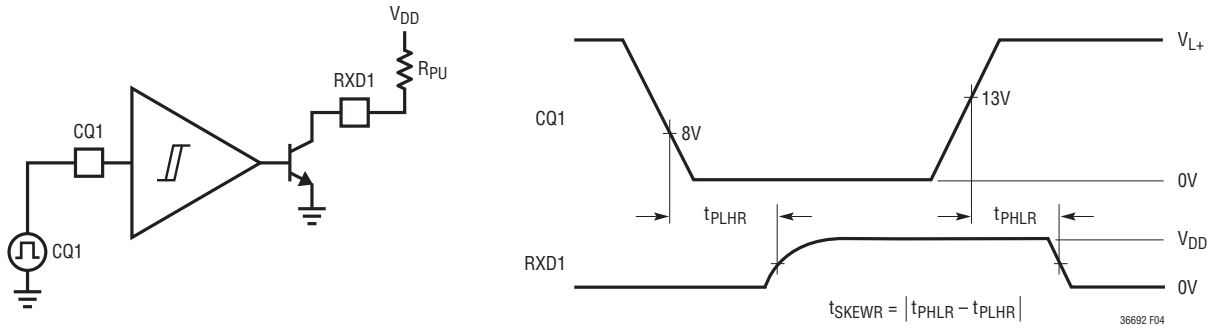 VDD
RPU
RXD1
CQ1
CQ1
CQ1
8V
13V
VL+
0V
tPLHR
tPHLR
RXD1
VDD
0V
tSKEWR = |tPHLR – tPLHR|
36692 F04